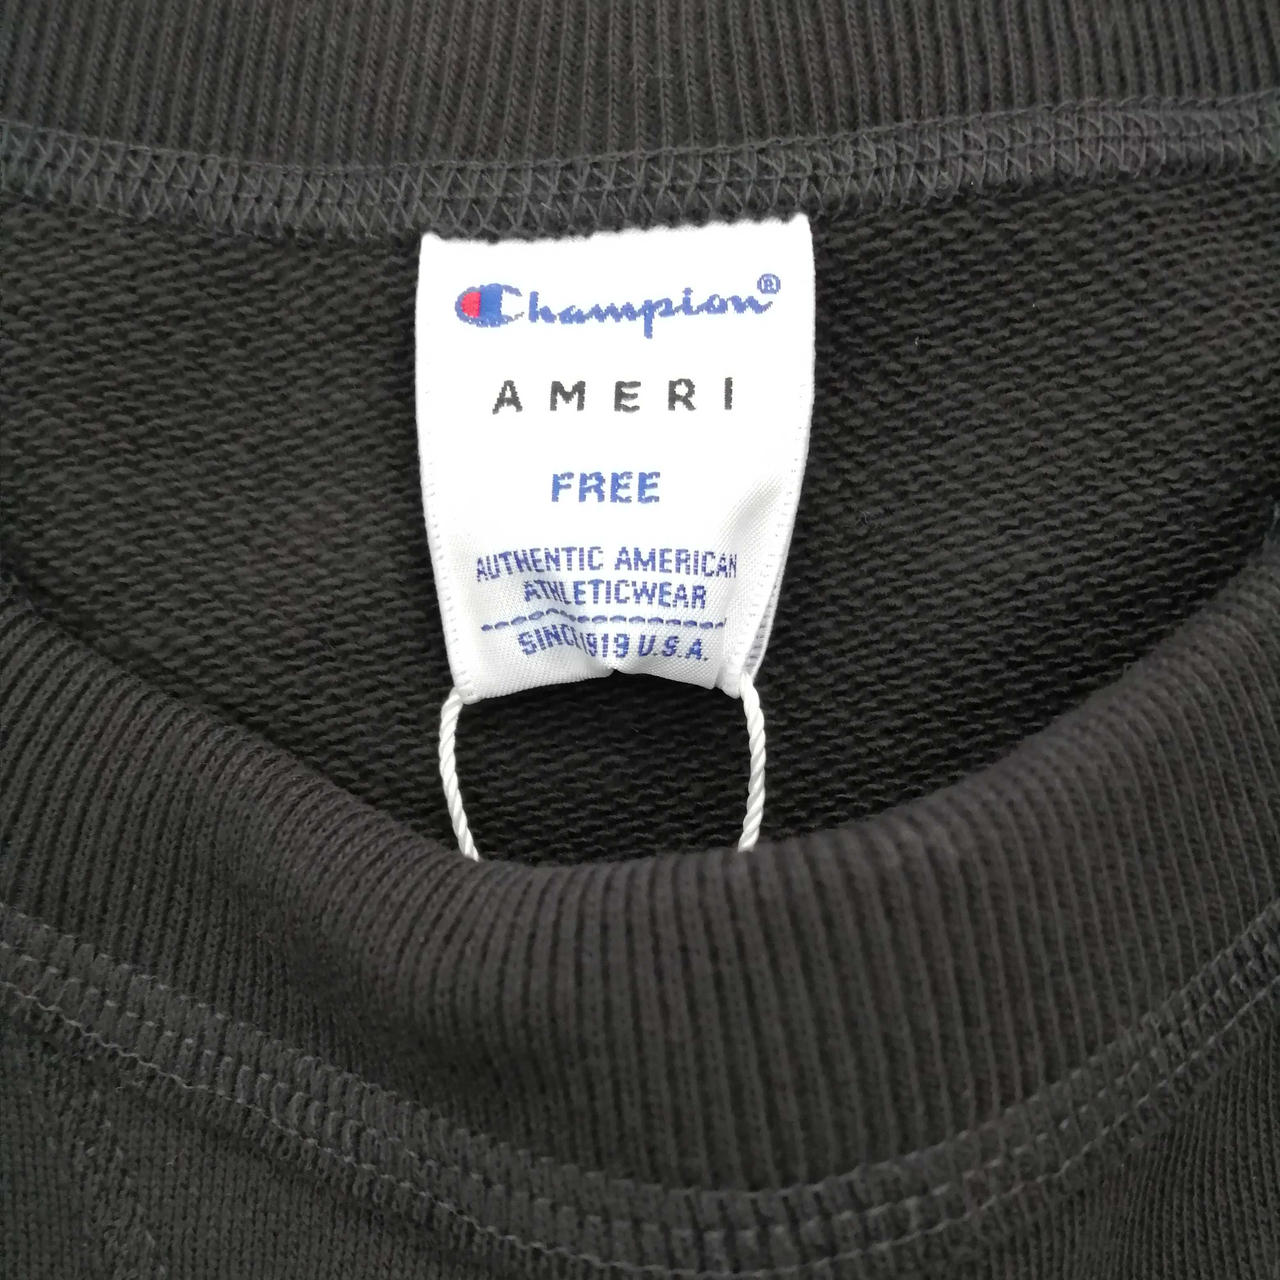 Champion®
AMERI
FREE
AUTHENTIC AMERICAN
ATHLETICWEAR
SINCE 1919 U.S.A.